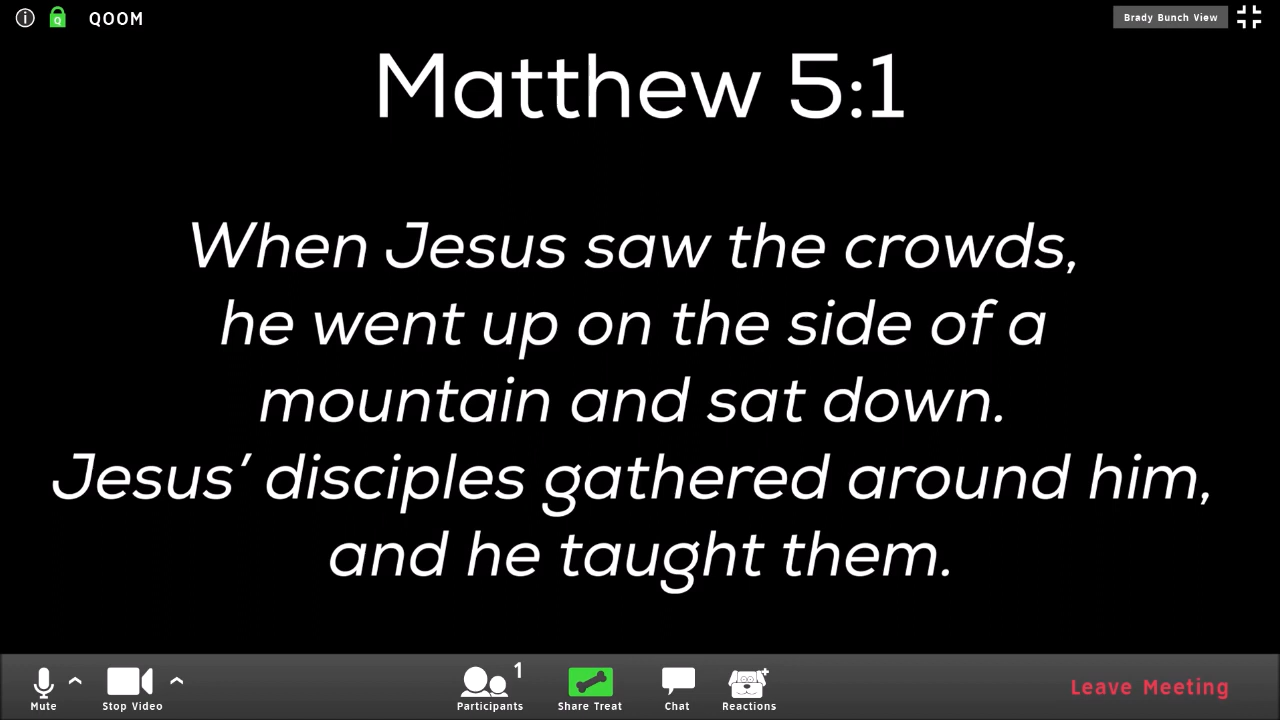 QOOM
Brady Bunch View
Matthew 5:1
When Jesus saw the crowds,
he went up on the side of a
mountain and sat down.
Jesus’ disciples gathered around him,
and he taught them.
Mute
Stop Video
1
Participants
Share Treat
Chat
Reactions
Leave Meeting